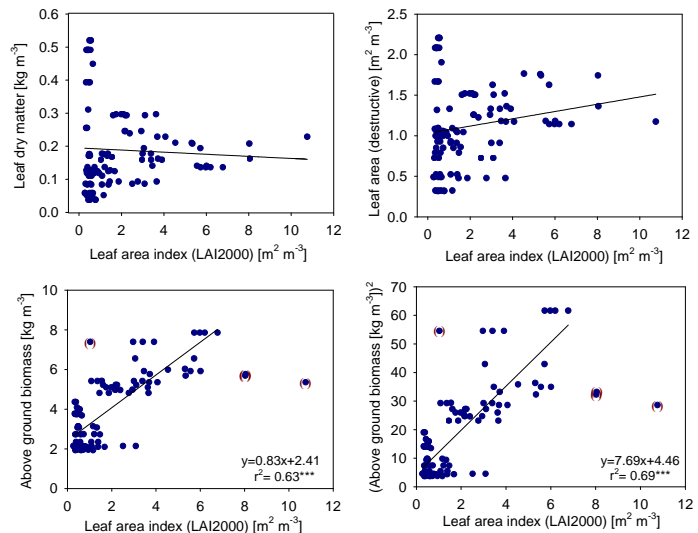 Leaf dry matter [kg m⁻³]
0.6
0.5
0.4
0.3
0.2
0.1
0.0
0 2 4 6 8 10 12
Leaf area index (LAI2000) [m² m⁻³]
Leaf area (destructive) [m² m⁻³]
2.5
2.0
1.5
1.0
0.5
0.0
0 2 4 6 8 10 12
Leaf area index (LAI2000) [m² m⁻³]
Above ground biomass [kg m⁻³]
10
8
6
4
2
0
( )
( )
( )
y=0.83x+2.41
r²= 0.63***
0 2 4 6 8 10 12
Leaf area index (LAI2000) [m² m⁻³]
(Above ground biomass [kg m⁻³])²
70
60
50
40
30
20
10
0
( )
( )
( )
y=7.69x+4.46
r²= 0.69***
0 2 4 6 8 10 12
Leaf area index (LAI2000) [m² m⁻³]